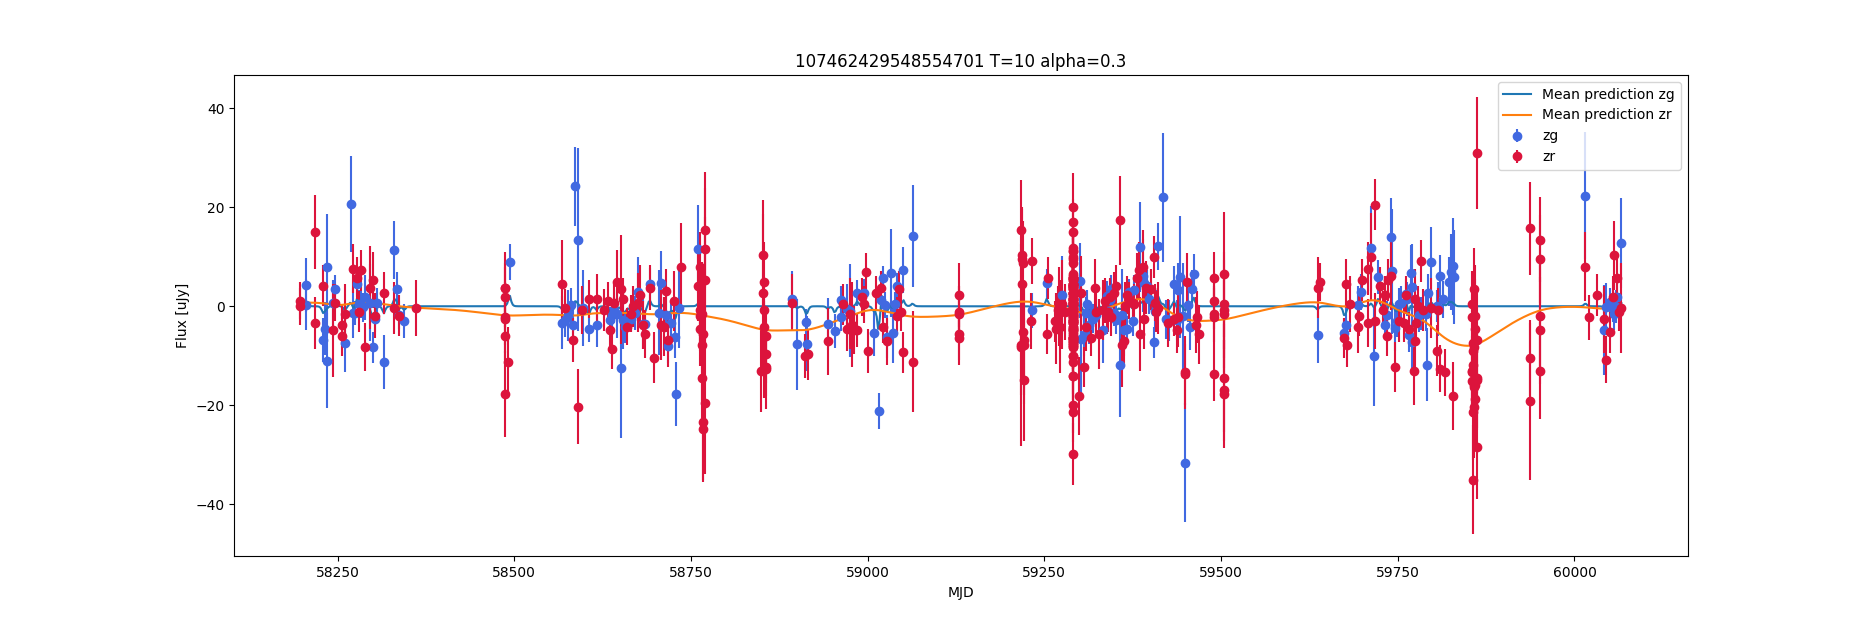 107462429548554701 T=10 alpha=0.3
Mean prediction zg
Mean prediction zr
zg
zr
Flux [uJy]
40
20
0
−20
−40
58250 58500 58750 59000 59250 59500 59750 60000
MJD